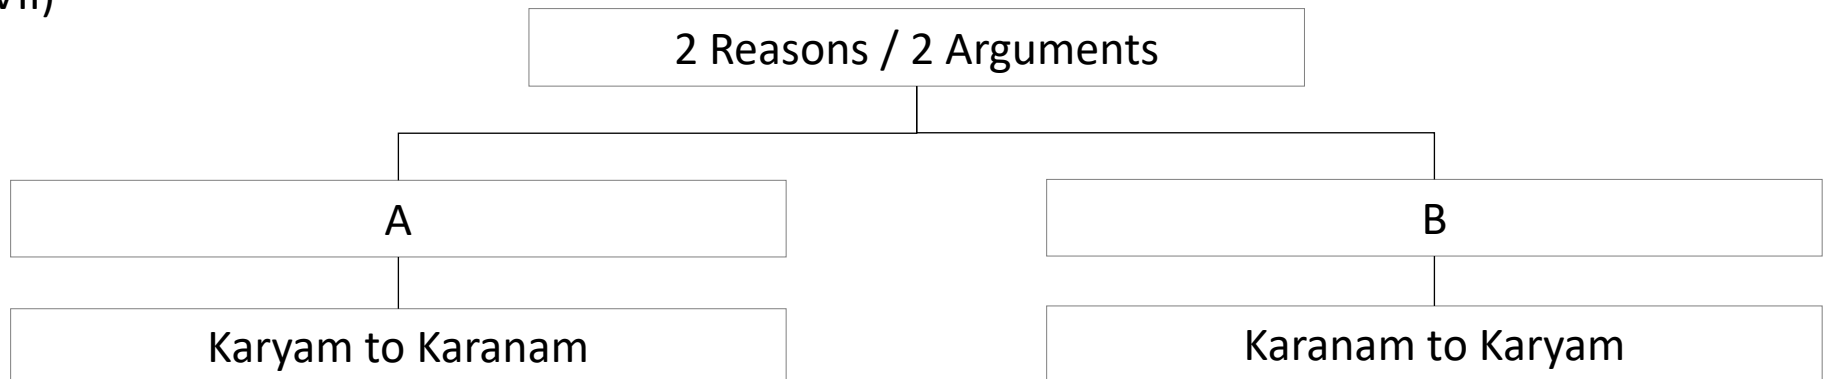 VII)
2 Reasons / 2 Arguments
A
B
Karyam to Karanam
Karanam to Karyam